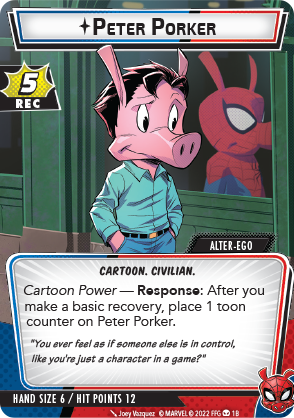 ✦PETER PORKER
5
REC
ALTER-EGO
CARTOON. CIVILIAN.
Cartoon Power — Response: After you
make a basic recovery, place 1 toon
counter on Peter Porker.
"You ever feel as if someone else is in control,
like you're just a character in a game?"
HAND SIZE 6 / HIT POINTS 12
Joey Vazquez © MARVEL © 2022 FFG 18